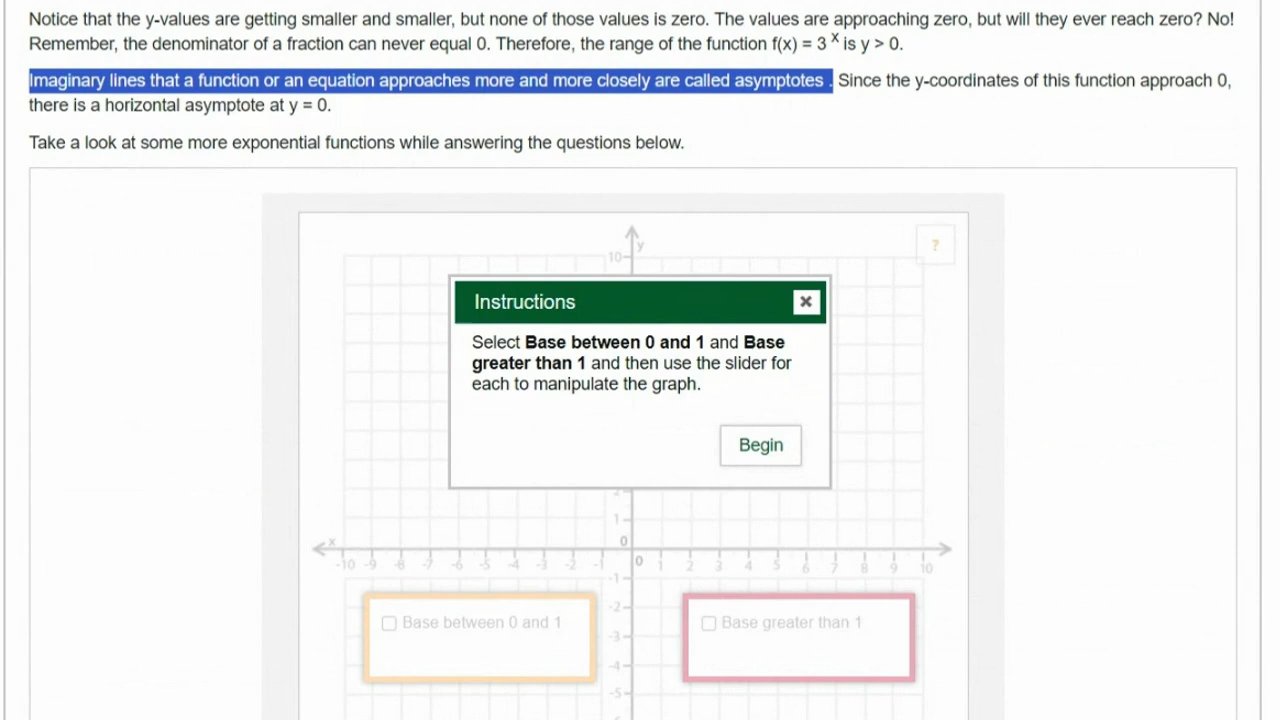 Notice that the y-values are getting smaller and smaller, but none of those values is zero. The values are approaching zero, but will they ever reach zero? No!
Remember, the denominator of a fraction can never equal 0. Therefore, the range of the function f(x) = 3 x is y > 0.
Imaginary lines that a function or an equation approaches more and more closely are called asymptotes . Since the y-coordinates of this function approach 0,
there is a horizontal asymptote at y = 0.
Take a look at some more exponential functions while answering the questions below.
y
?
10
Instructions
Select Base between 0 and 1 and Base
greater than 1 and then use the slider for
each to manipulate the graph.
Begin
2
1
0
x
-10 -9 -8 -7 -6 -5 -4 -3 -2 -1 0 1 2 3 4 5 6 7 8 9 10
-1
-2
Base between 0 and 1 Base greater than 1
-3
-4
-5